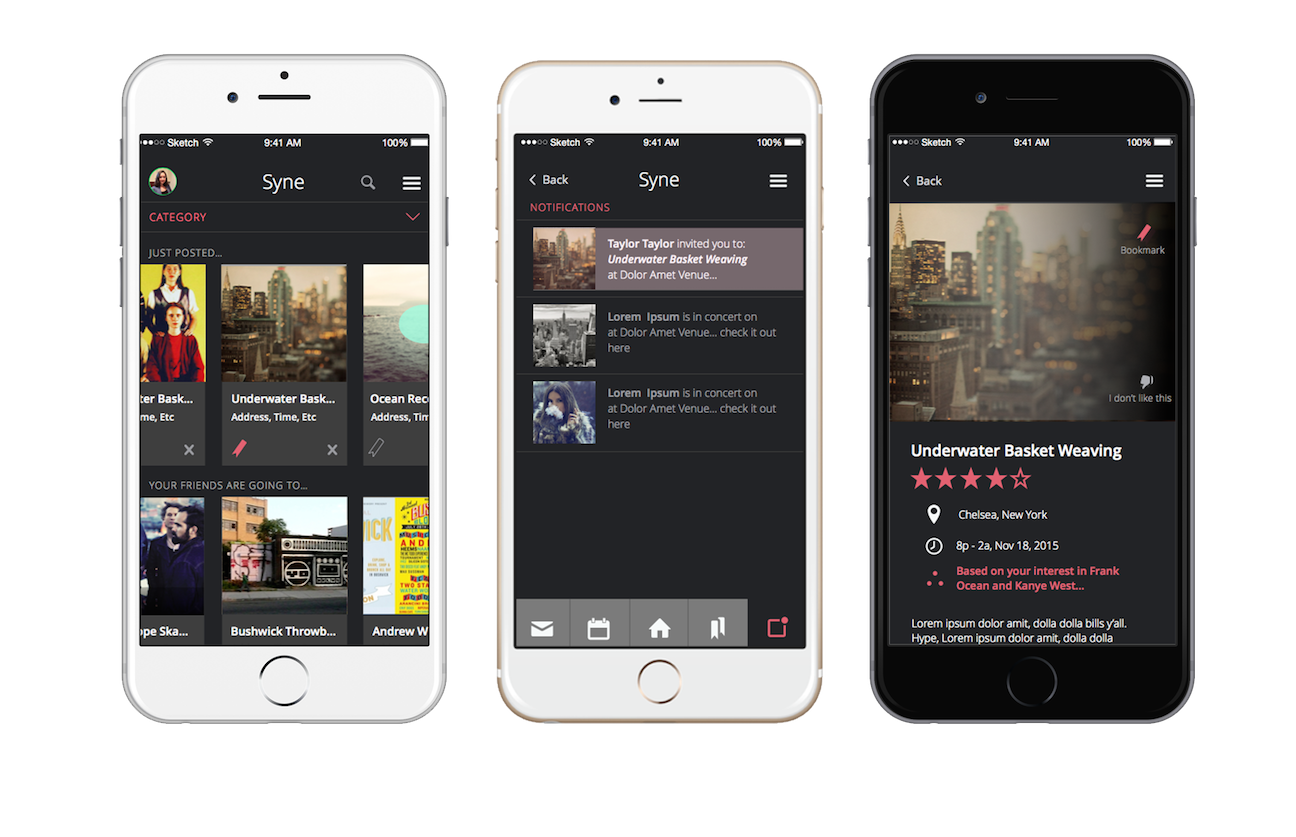 Sketch 9:41 AM 100%
Syne
CATEGORY
JUST POSTED...
ter Bask... Underwater Bask... Ocean Rec
me, Etc Address, Time, Etc Address, Tim
YOUR FRIENDS ARE GOING TO...
ICK
AND
TWO STA
ON
ope Ska... Bushwick Throwb... Andrew W
Sketch 9:41 AM 100%
Back Syne
NOTIFICATIONS
Taylor Taylor invited you to:
Underwater Basket Weaving
at Dolor Amet Venue...
Lorem Ipsum is in concert on
at Dolor Amet Venue... check it out
here
Lorem Ipsum is in concert on
at Dolor Amet Venue... check it out
here
Sketch 9:41 AM 100%
Back
Bookmark
I don't like this
Underwater Basket Weaving
Chelsea, New York
8p - 2a, Nov 18, 2015
Based on your interest in Frank
Ocean and Kanye West...
Lorem ipsum dolor amit, dolla dolla bills y'all.
Hype, Lorem ipsum dolor amit, dolla dolla